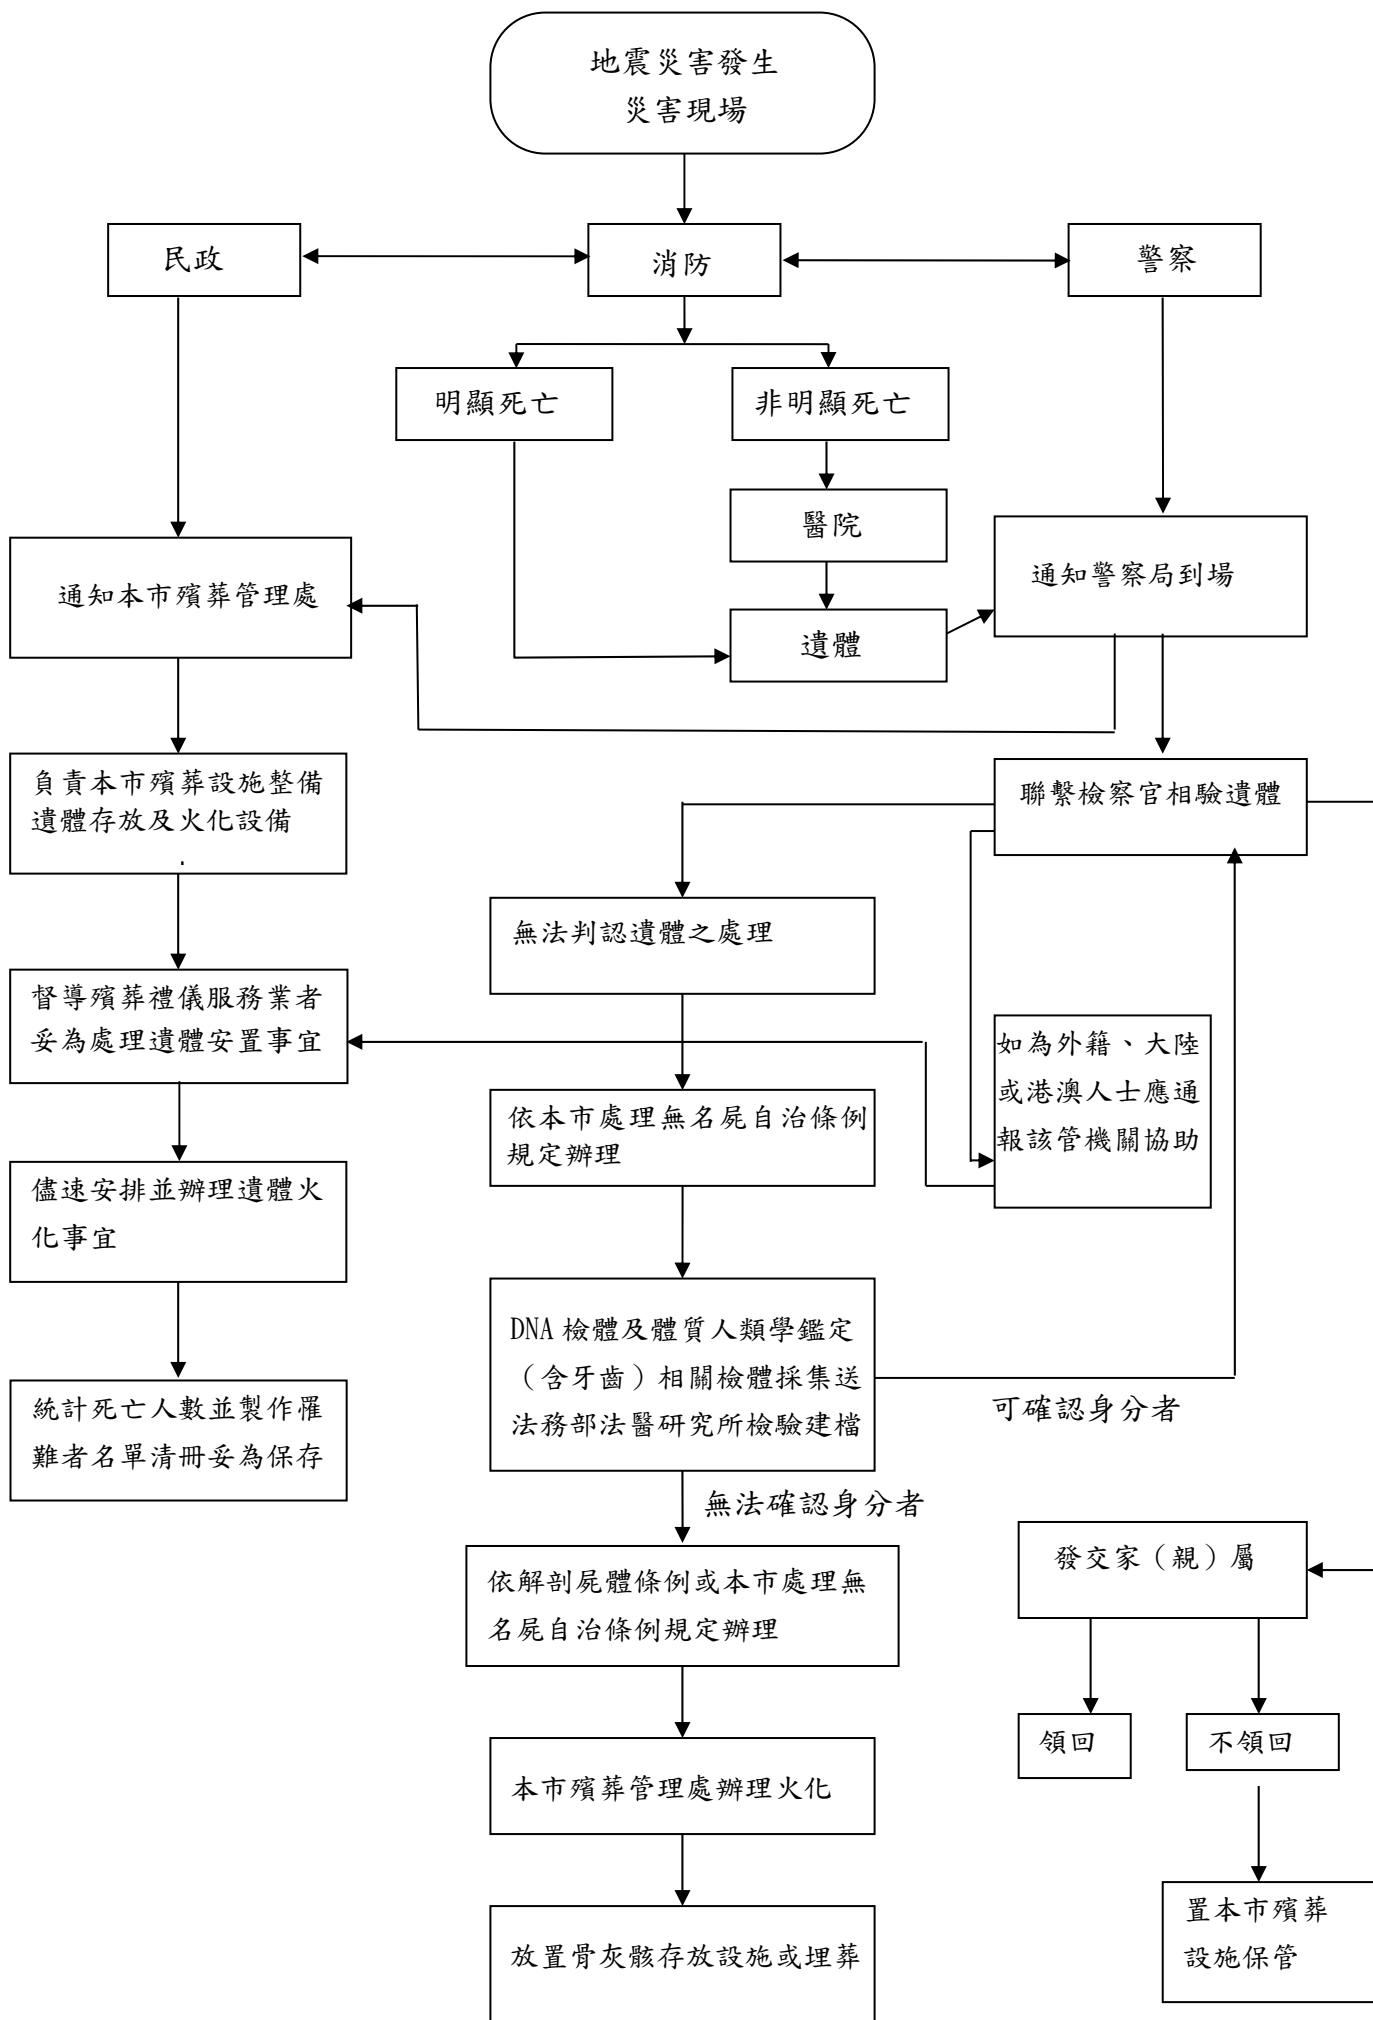 地震災害發生
災害現場
民政
消防
警察
明顯死亡
非明顯死亡
醫院
通知本市殯葬管理處
通知警察局到場
遺體
負責本市殯葬設施整備
遺體存放及火化設備
.
聯繫檢察官相驗遺體
無法判認遺體之處理
督導殯葬禮儀服務業者
妥為處理遺體安置事宜
如為外籍、大陸
或港澳人士應通
報該管機關協助
依本市處理無名屍自治條例
規定辦理
儘速安排並辦理遺體火
化事宜
DNA 檢體及體質人類學鑑定
（含牙齒）相關檢體採集送
法務部法醫研究所檢驗建檔
可確認身分者
統計死亡人數並製作罹
難者名單清冊妥為保存
無法確認身分者
發交家（親）屬
依解剖屍體條例或本市處理無
名屍自治條例規定辦理
領回
不領回
本市殯葬管理處辦理火化
置本市殯葬
設施保管
放置骨灰骸存放設施或埋葬